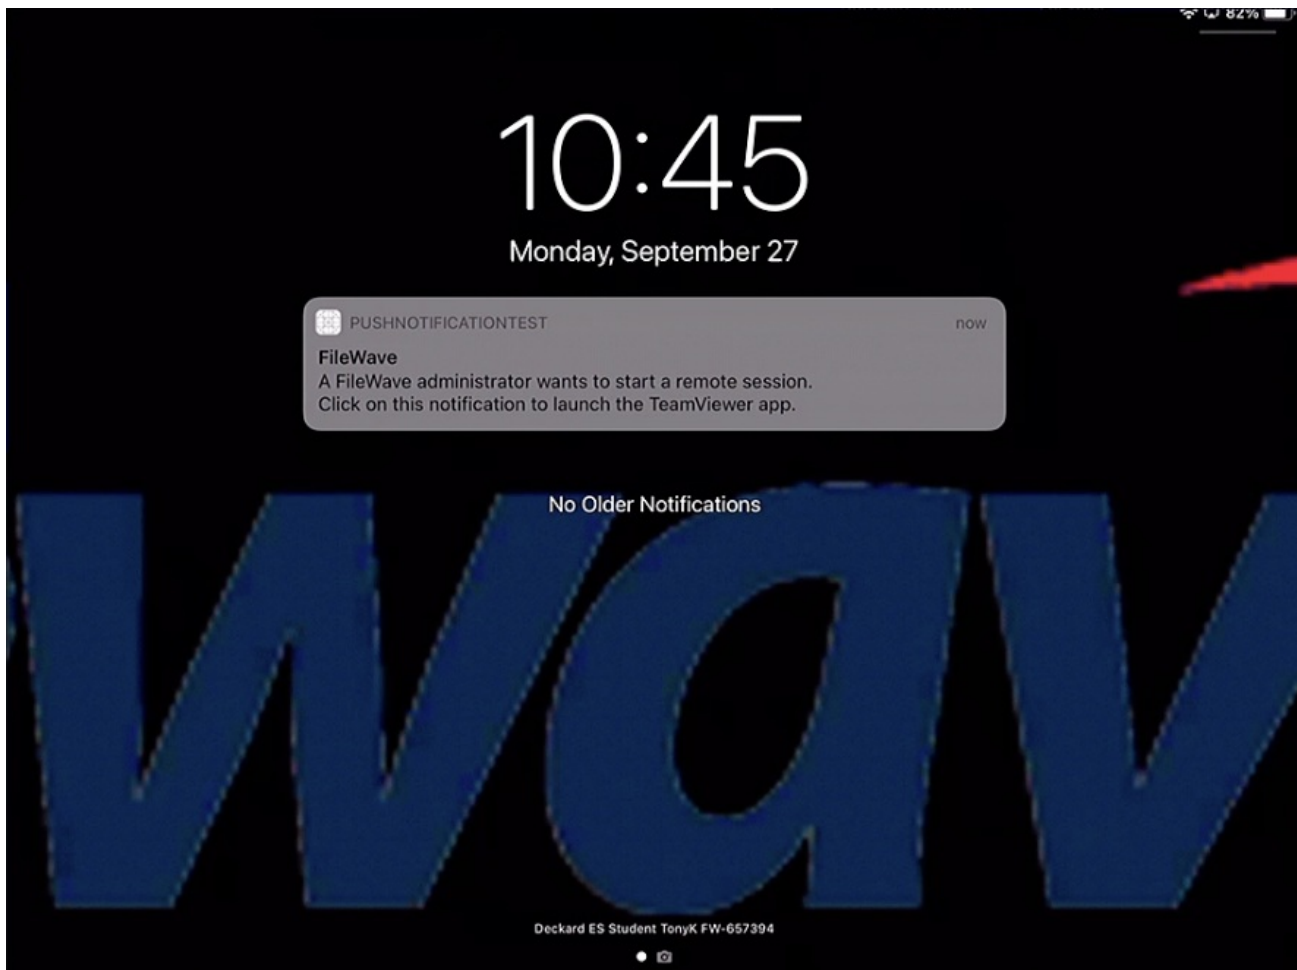 82%
10:45
Monday, September 27
PUSHNOTIFICATIONTEST now
FileWave
A FileWave administrator wants to start a remote session.
Click on this notification to launch the TeamViewer app.
No Older Notifications
wav
Deckard ES Student TonyK FW-657394